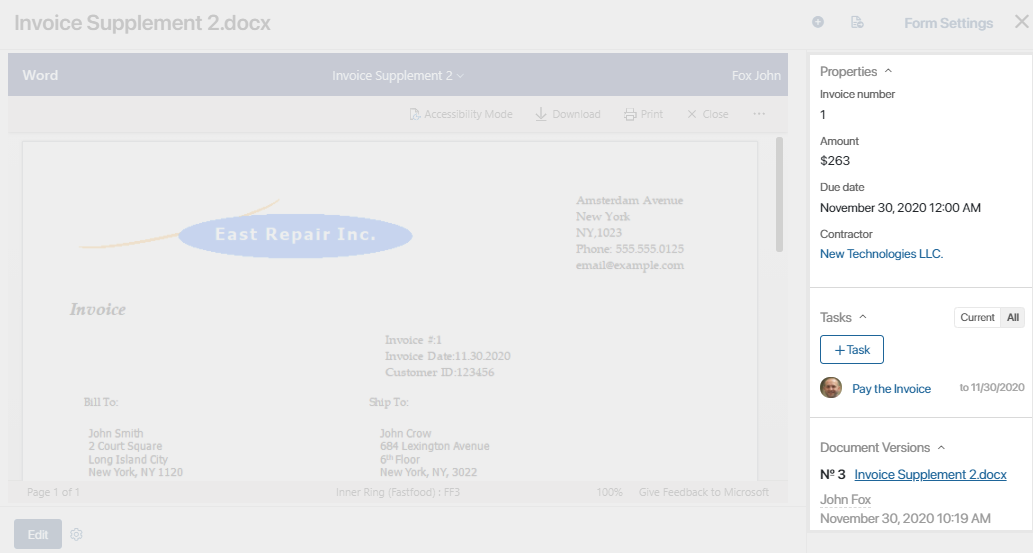 Invoice Supplement 2.docx
Form Settings
Word
Invoice Supplement 2
Fox John
Accessibility Mode
Download
Print
Close
East Repair Inc.
Amsterdam Avenue
New York
NY,1023
Phone: 555.555.0125
email@example.com
Invoice
Invoice #:1
Invoice Date:11.30.2020
Customer ID:123456
Bill To:
Ship To:
John Smith
2 Court Square
Long Island City
New York, NY 1120
John Crow
684 Lexington Avenue
6th Floor
New York, NY, 3022
Page 1 of 1
Inner Ring (Fastfood) : FF3
100%
Give Feedback to Microsoft
Edit
Properties
Invoice number
1
Amount
$263
Due date
November 30, 2020 12:00 AM
Contractor
New Technologies LLC.
Tasks
Current
All
+Task
Pay the Invoice
to 11/30/2020
Document Versions
№ 3 Invoice Supplement 2.docx
John Fox
November 30, 2020 10:19 AM